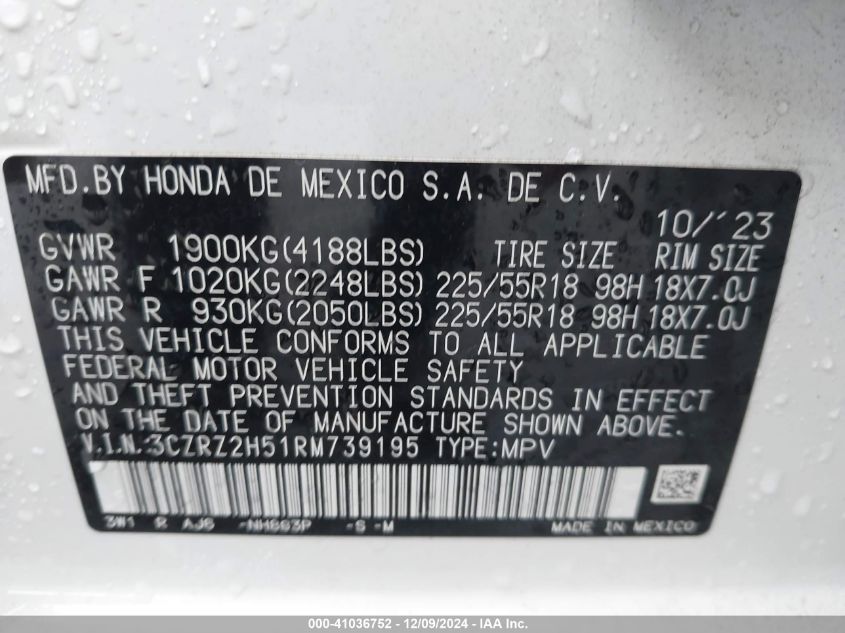 MFD.BY HONDA DE MEXICO S.A. DE C.V.
10/'23
GVWR 1900KG(4188LBS) TIRE SIZE RIM SIZE
GAWR F 1020KG(2248LBS) 225/55R18 98H 18X7.0J
GAWR R 930KG(2050LBS) 225/55R18 98H 18X7.0J
THIS VEHICLE CONFORMS TO ALL APPLICABLE
FEDERAL MOTOR VEHICLE SAFETY
AND THEFT PREVENTION STANDARDS IN EFFECT
ON THE DATE OF MANUFACTURE SHOWN ABOVE.
V.I.N.:3CZRZ2H51RM739195 TYPE:MPV
3W1 R AJ6 -NH883P -S -M MADE IN MEXICO
000-41036752 - 12/09/2024 - IAA Inc.